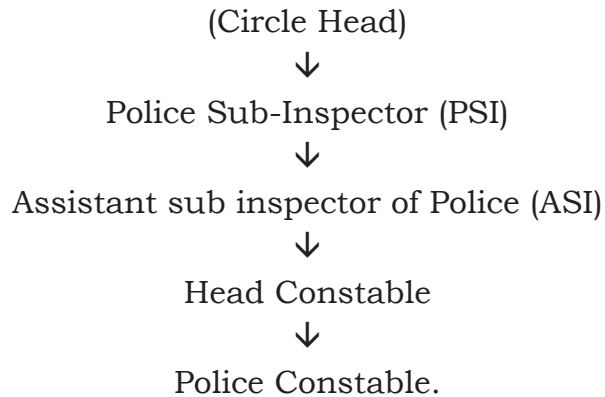 (Circle Head)
↓
Police Sub-Inspector (PSI)
↓
Assistant sub inspector of Police (ASI)
↓
Head Constable
↓
Police Constable.